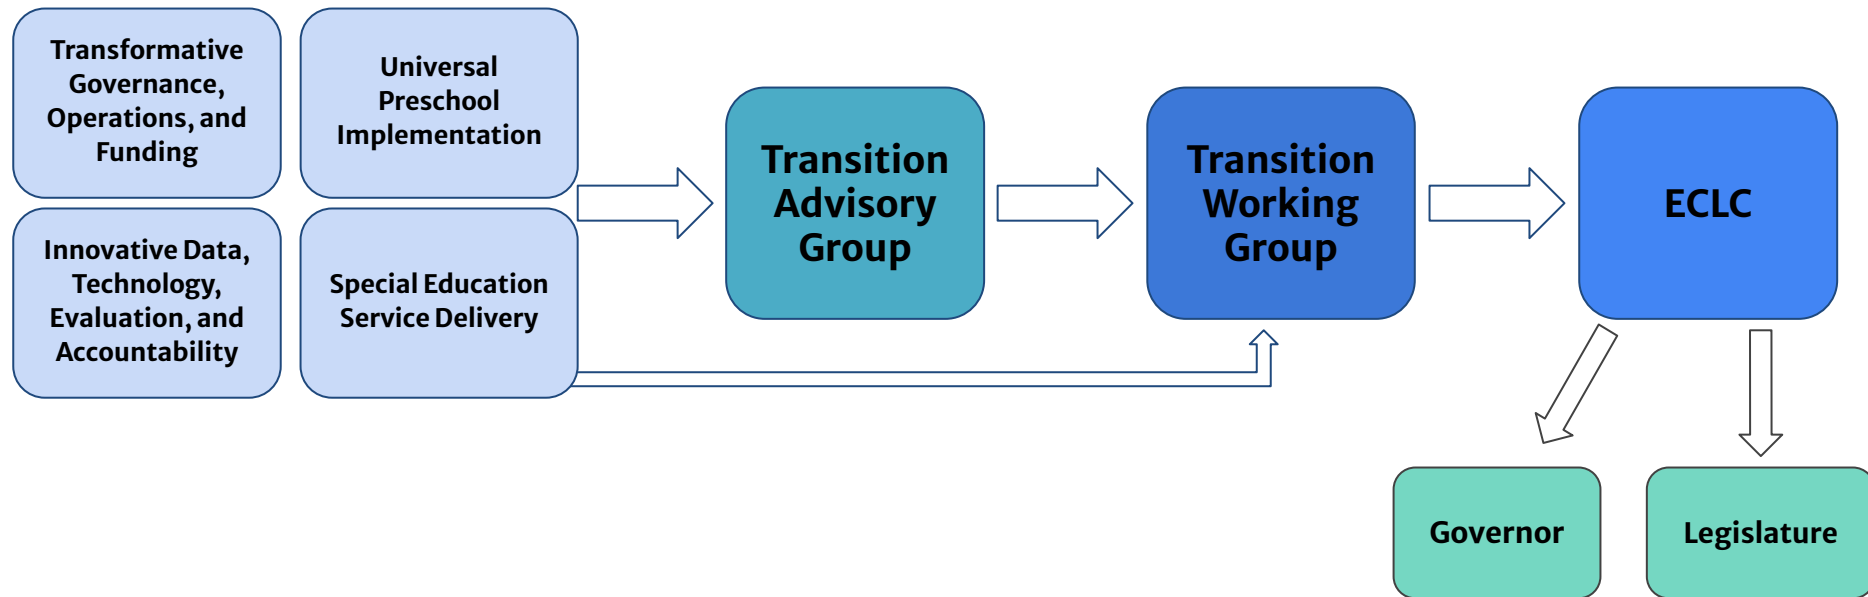 Transformative
Governance,
Operations, and
Funding
Universal
Preschool
Implementation
Innovative Data,
Technology,
Evaluation, and
Accountability
Special Education
Service Delivery
Transition
Advisory
Group
Transition
Working
Group
ECLC
Governor
Legislature